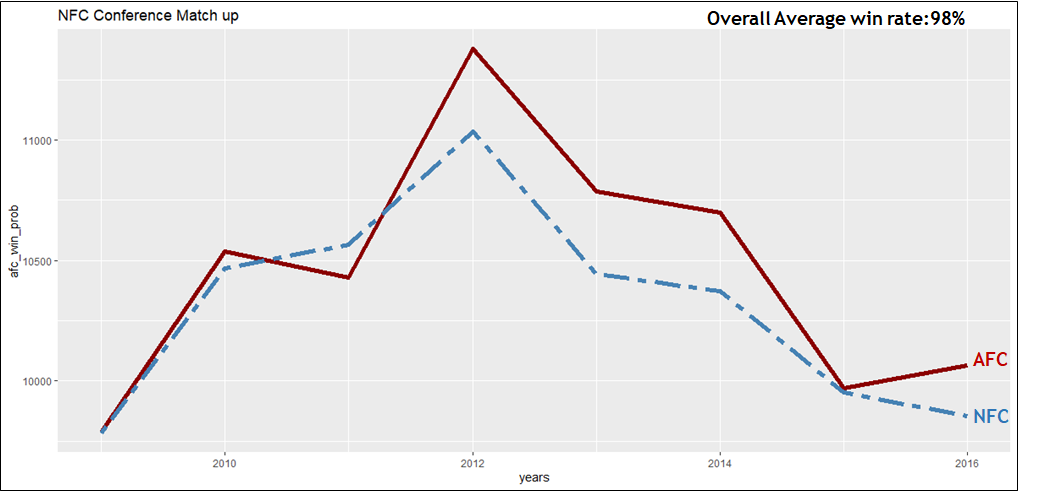 NFC Conference Match up
Overall Average win rate:98%
afc_win_prob
11000
10500
10000
AFC
NFC
2010
2012
2014
2016
years